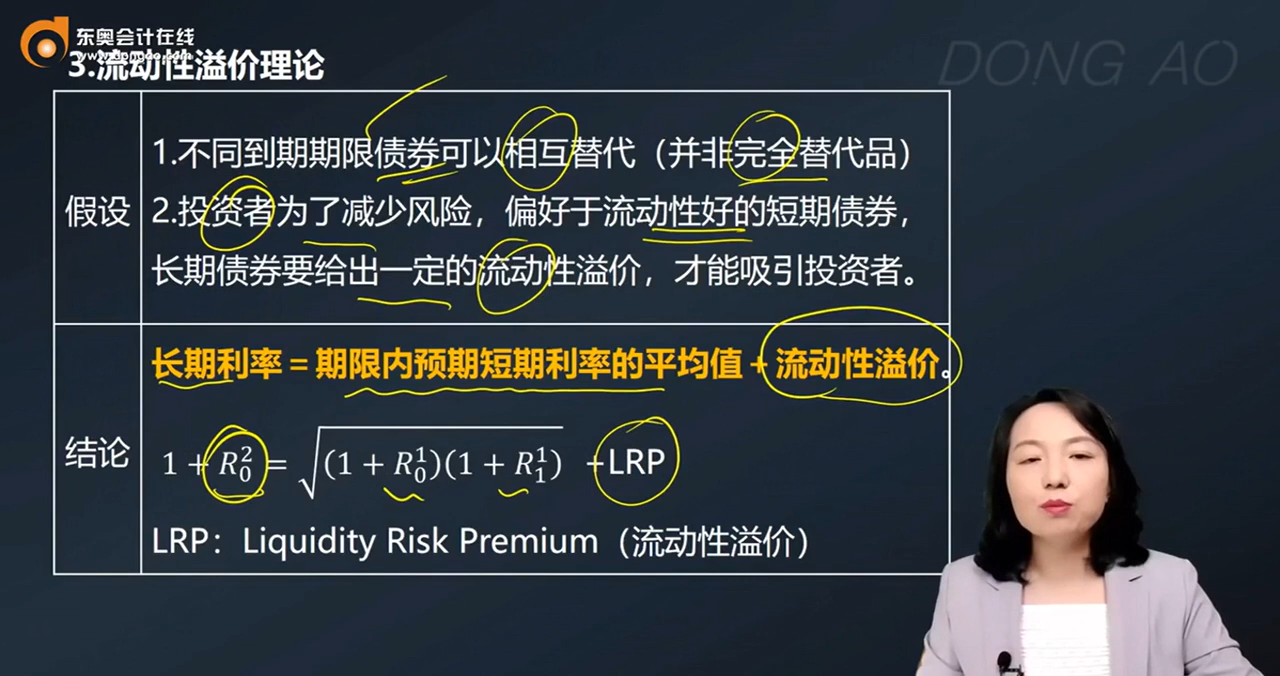 东奥会计在线
www.dongao.com
DONG AO
3.流动性溢价理论
假设
1.不同到期期限债券可以相互替代（并非完全替代品）
2.投资者为了减少风险，偏好于流动性好的短期债券，
长期债券要给出一定的流动性溢价，才能吸引投资者。
结论
长期利率＝期限内预期短期利率的平均值＋流动性溢价。
1 + R₀² = √(1 + R₀¹)(1 + R₁¹) +LRP
LRP：Liquidity Risk Premium（流动性溢价）